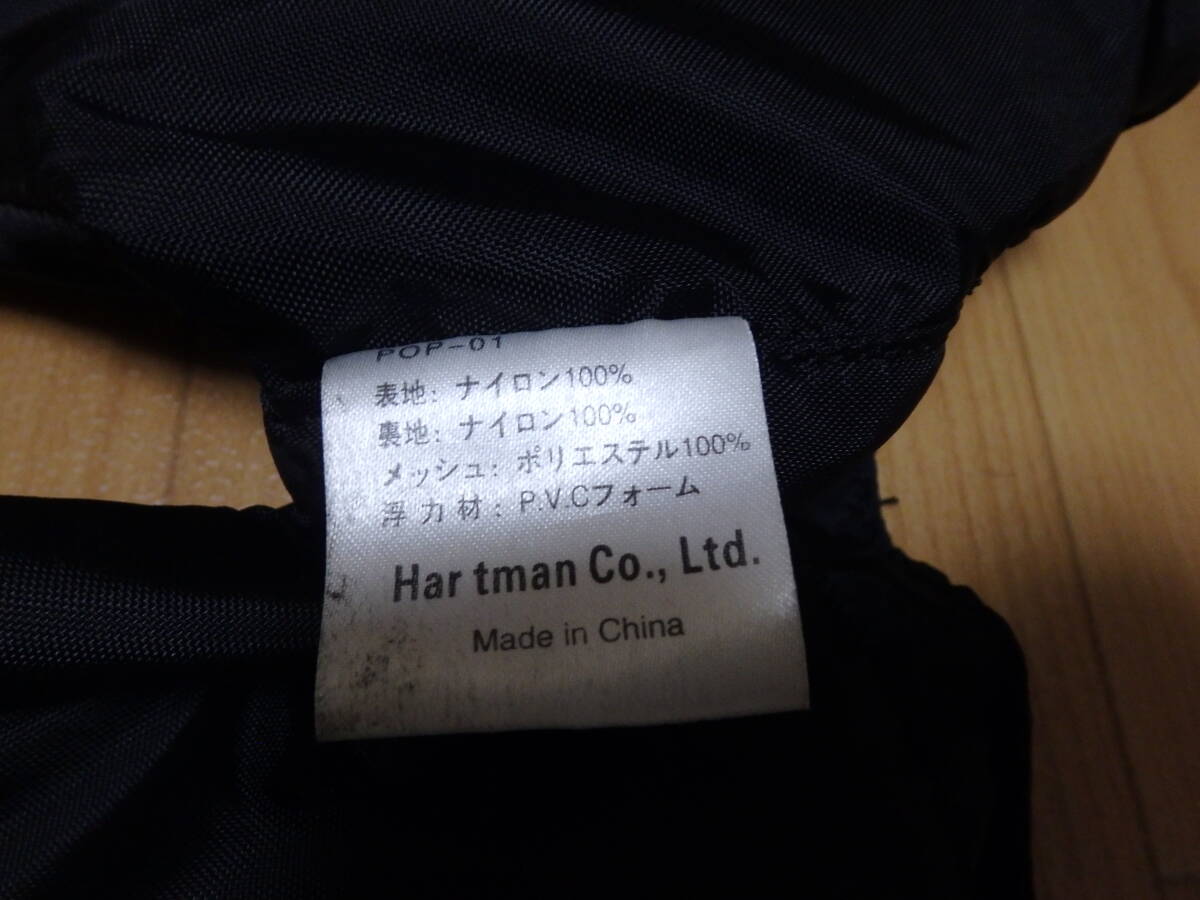 POP-01
表地: ナイロン100%
裏地: ナイロン100%
メッシュ: ポリエステル100%
浮力材: P.V.Cフォーム
Hartman Co., Ltd.
Made in China